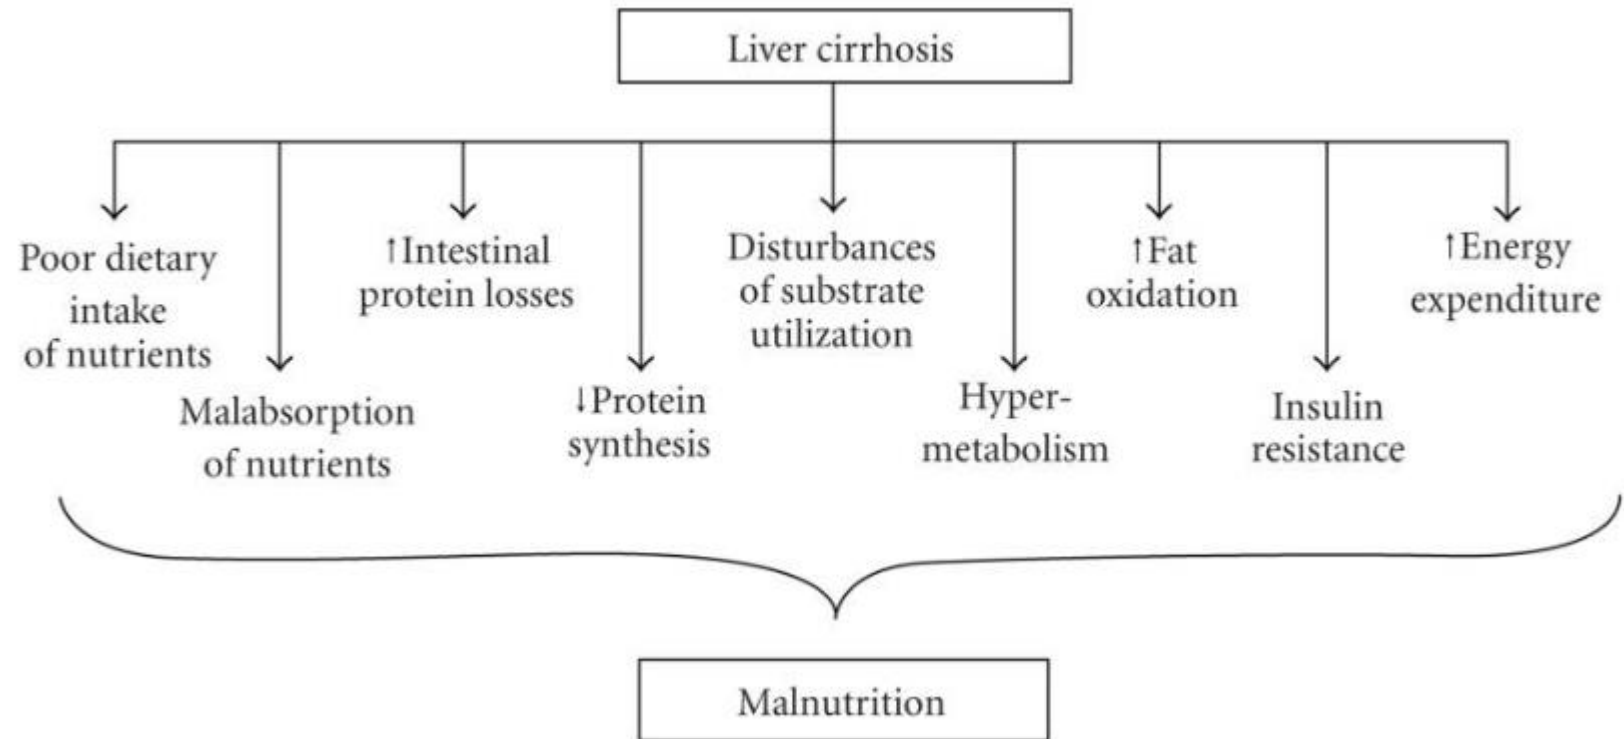 Liver cirrhosis
Poor dietary
intake
of nutrients
Malabsorption
of nutrients
↑Intestinal
protein losses
↓Protein
synthesis
Disturbances
of substrate
utilization
Hyper-
metabolism
↑Fat
oxidation
Insulin
resistance
↑Energy
expenditure
Malnutrition